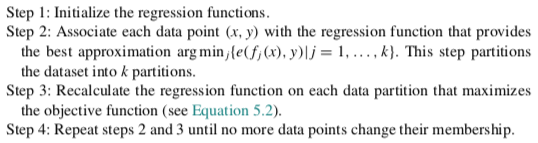 Step 1: Initialize the regression functions.
Step 2: Associate each data point (x, y) with the regression function that provides
the best approximation arg min_j{e(f_j(x), y)|j = 1, . . . , k}. This step partitions
the dataset into k partitions.
Step 3: Recalculate the regression function on each data partition that maximizes
the objective function (see Equation 5.2).
Step 4: Repeat steps 2 and 3 until no more data points change their membership.